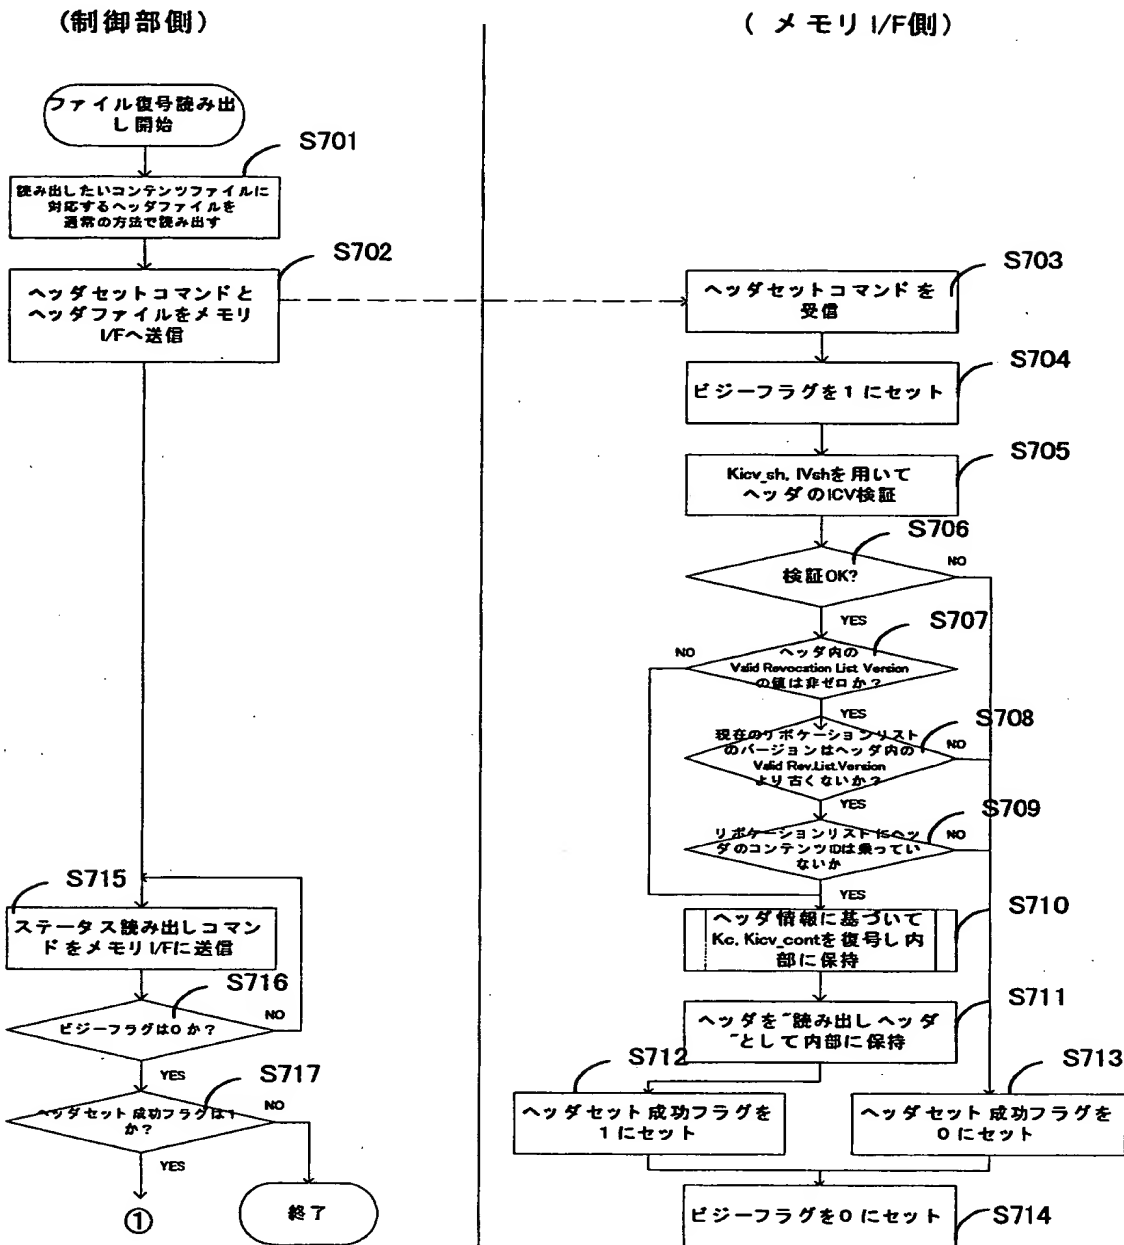 (制御部側)
(メモリ I/F側)
ファイル復号読み出
し開始
S701
読み出したいコンテンツファイルに
対応するヘッダファイルを
通常の方法で読み出す
S702
ヘッダセットコマンドと
ヘッダファイルをメモリ
I/Fへ送信
S703
ヘッダセットコマンドを
受信
S704
ビジーフラグを1にセット
S705
Kicv_sh, IVshを用いて
ヘッダのICV検証
S706
検証OK?
NO
YES
S707
ヘッダ内の
Valid Revocation List Version
の値は非ゼロか?
NO
YES
S708
現在のリボケーションリスト
のバージョンはヘッダ内の
Valid Rev.List.Version
より古くないか?
NO
YES
S709
リボケーションリストにヘッ
ダのコンテンツIDは乗ってい
ないか
NO
YES
S710
ヘッダ情報に基づいて
Kc, Kicv_contを復号し内
部に保持
S711
ヘッダを"読み出しヘッダ
"として内部に保持
S712
ヘッダセット成功フラグを
1にセット
S713
ヘッダセット成功フラグを
0にセット
S714
ビジーフラグを0にセット
S715
ステータス読み出しコマン
ドをメモリI/Fに送信
S716
ビジーフラグは0か?
NO
YES
S717
ヘッダセット成功フラグは1
か?
NO
YES
①
終了